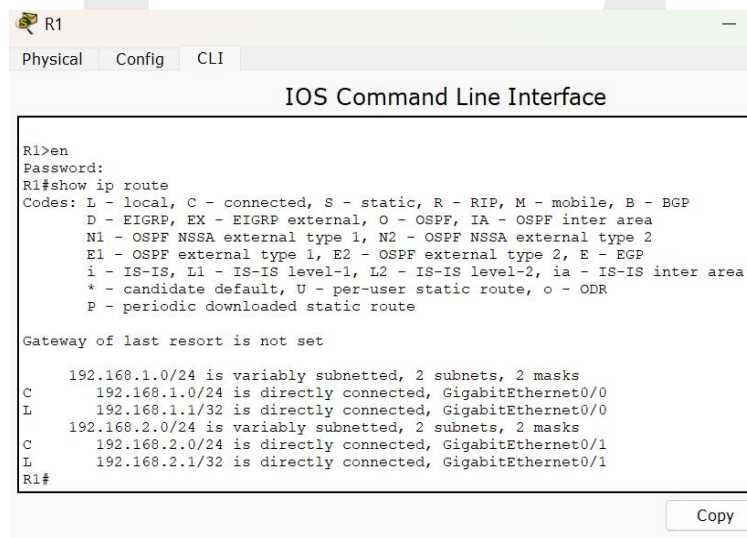 R1
Physical Config CLI
IOS Command Line Interface
R1>en
Password:
R1#show ip route
Codes: L - local, C - connected, S - static, R - RIP, M - mobile, B - BGP
D - EIGRP, EX - EIGRP external, O - OSPF, IA - OSPF inter area
N1 - OSPF NSSA external type 1, N2 - OSPF NSSA external type 2
E1 - OSPF external type 1, E2 - OSPF external type 2, E - EGP
i - IS-IS, L1 - IS-IS level-1, L2 - IS-IS level-2, ia - IS-IS inter area
* - candidate default, U - per-user static route, o - ODR
P - periodic downloaded static route
Gateway of last resort is not set
192.168.1.0/24 is variably subnetted, 2 subnets, 2 masks
C 192.168.1.0/24 is directly connected, GigabitEthernet0/0
L 192.168.1.1/32 is directly connected, GigabitEthernet0/0
192.168.2.0/24 is variably subnetted, 2 subnets, 2 masks
C 192.168.2.0/24 is directly connected, GigabitEthernet0/1
L 192.168.2.1/32 is directly connected, GigabitEthernet0/1
R1#
Copy